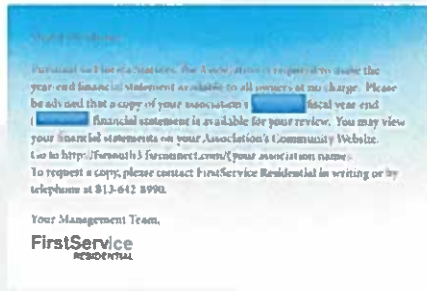 Pursuant to Florida Statutes, the Association is required to make the
year-end financial statement available to all owners at no charge. Please
be advised that a copy of your association's fiscal year end
( financial statement is available for your review. You may view
your financial statements on your Association's Community Website.
Go to http://
To request a copy, please contact FirstService Residential in writing or by
telephone at 813-642-8990.
Your Management Team,
FirstService
RESIDENTIAL